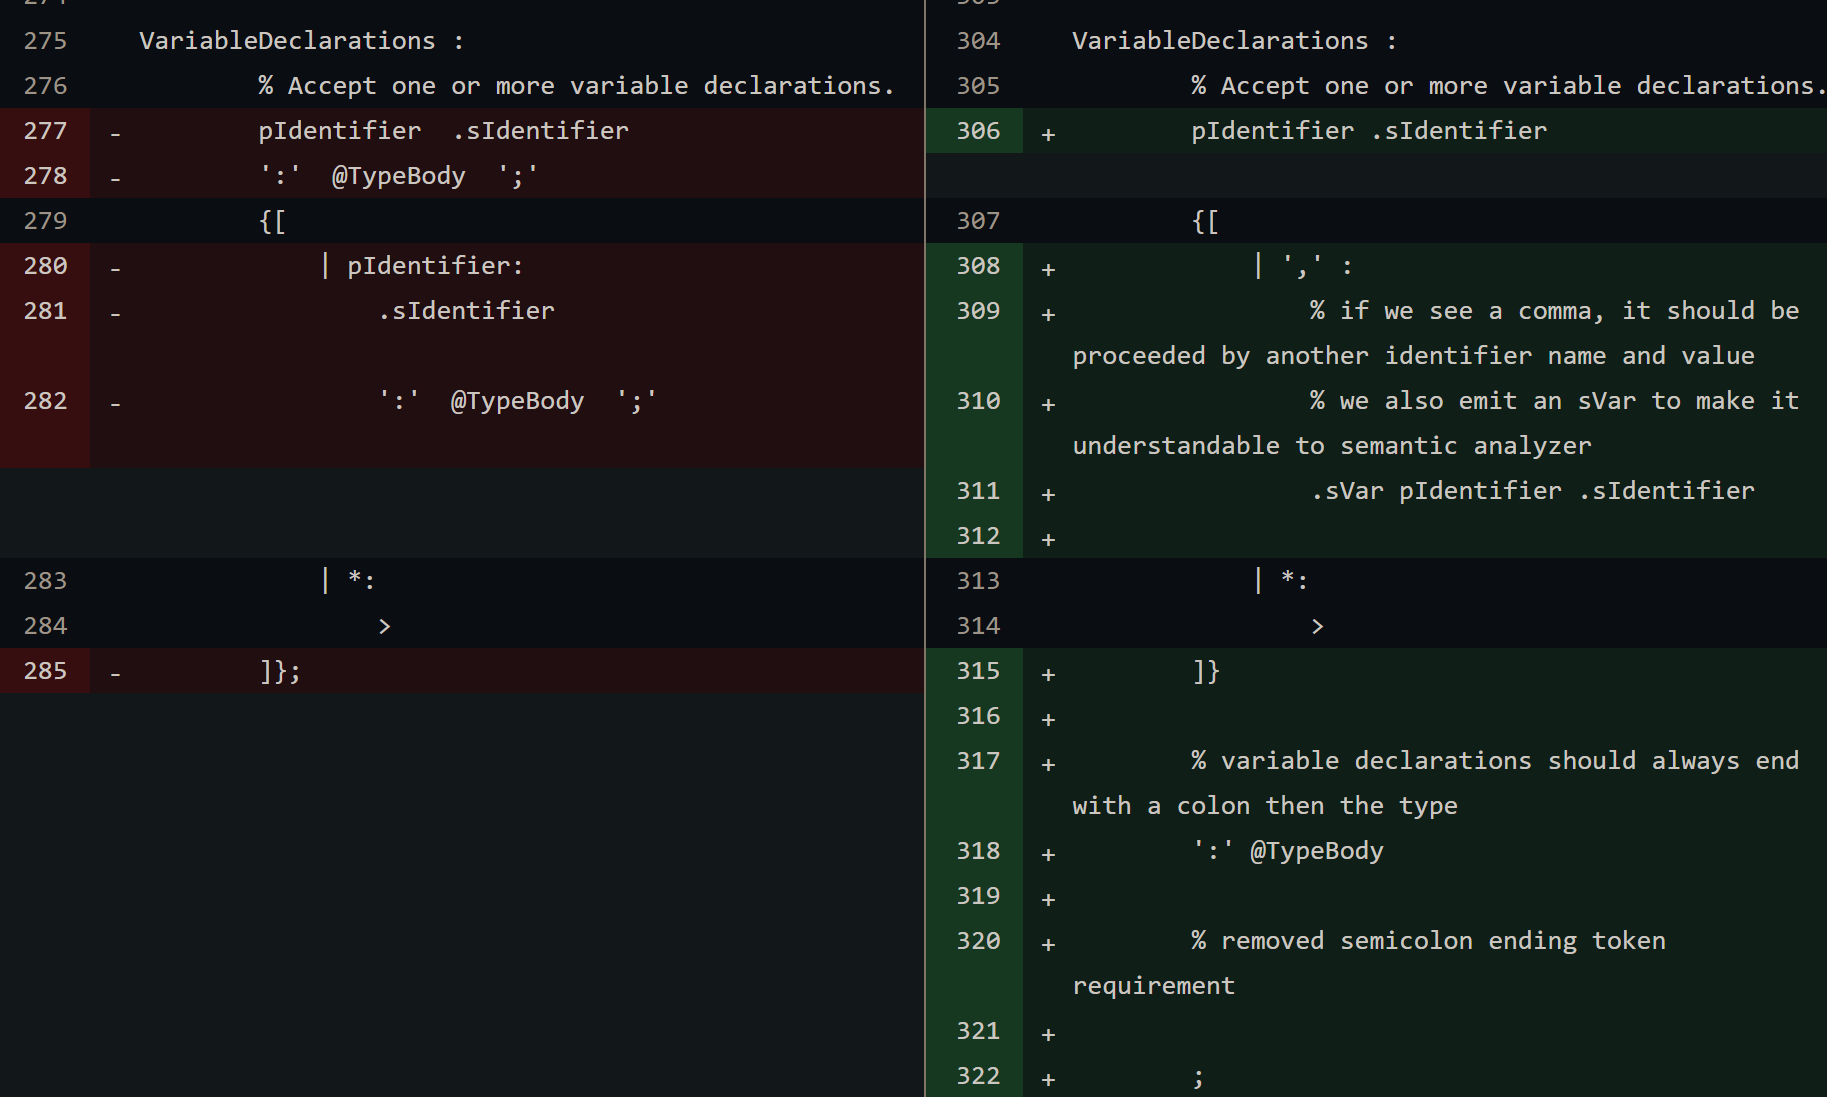 275 VariableDeclarations :
276 % Accept one or more variable declarations.
277 - pIdentifier  .sIdentifier
278 - ':'  @TypeBody  ';'
279 {[
280 - | pIdentifier:
281 - .sIdentifier
282 - ':'  @TypeBody  ';'
283 | *:
284 >
285 - ]};
304 VariableDeclarations :
305 % Accept one or more variable declarations.
306 + pIdentifier .sIdentifier
307 {[
308 + | ',' :
309 + % if we see a comma, it should be
proceeded by another identifier name and value
310 + % we also emit an sVar to make it
understandable to semantic analyzer
311 + .sVar pIdentifier .sIdentifier
312 +
313 | *:
314 >
315 + ]}
316 +
317 + % variable declarations should always end
with a colon then the type
318 + ':' @TypeBody
319 +
320 + % removed semicolon ending token
requirement
321 +
322 + ;